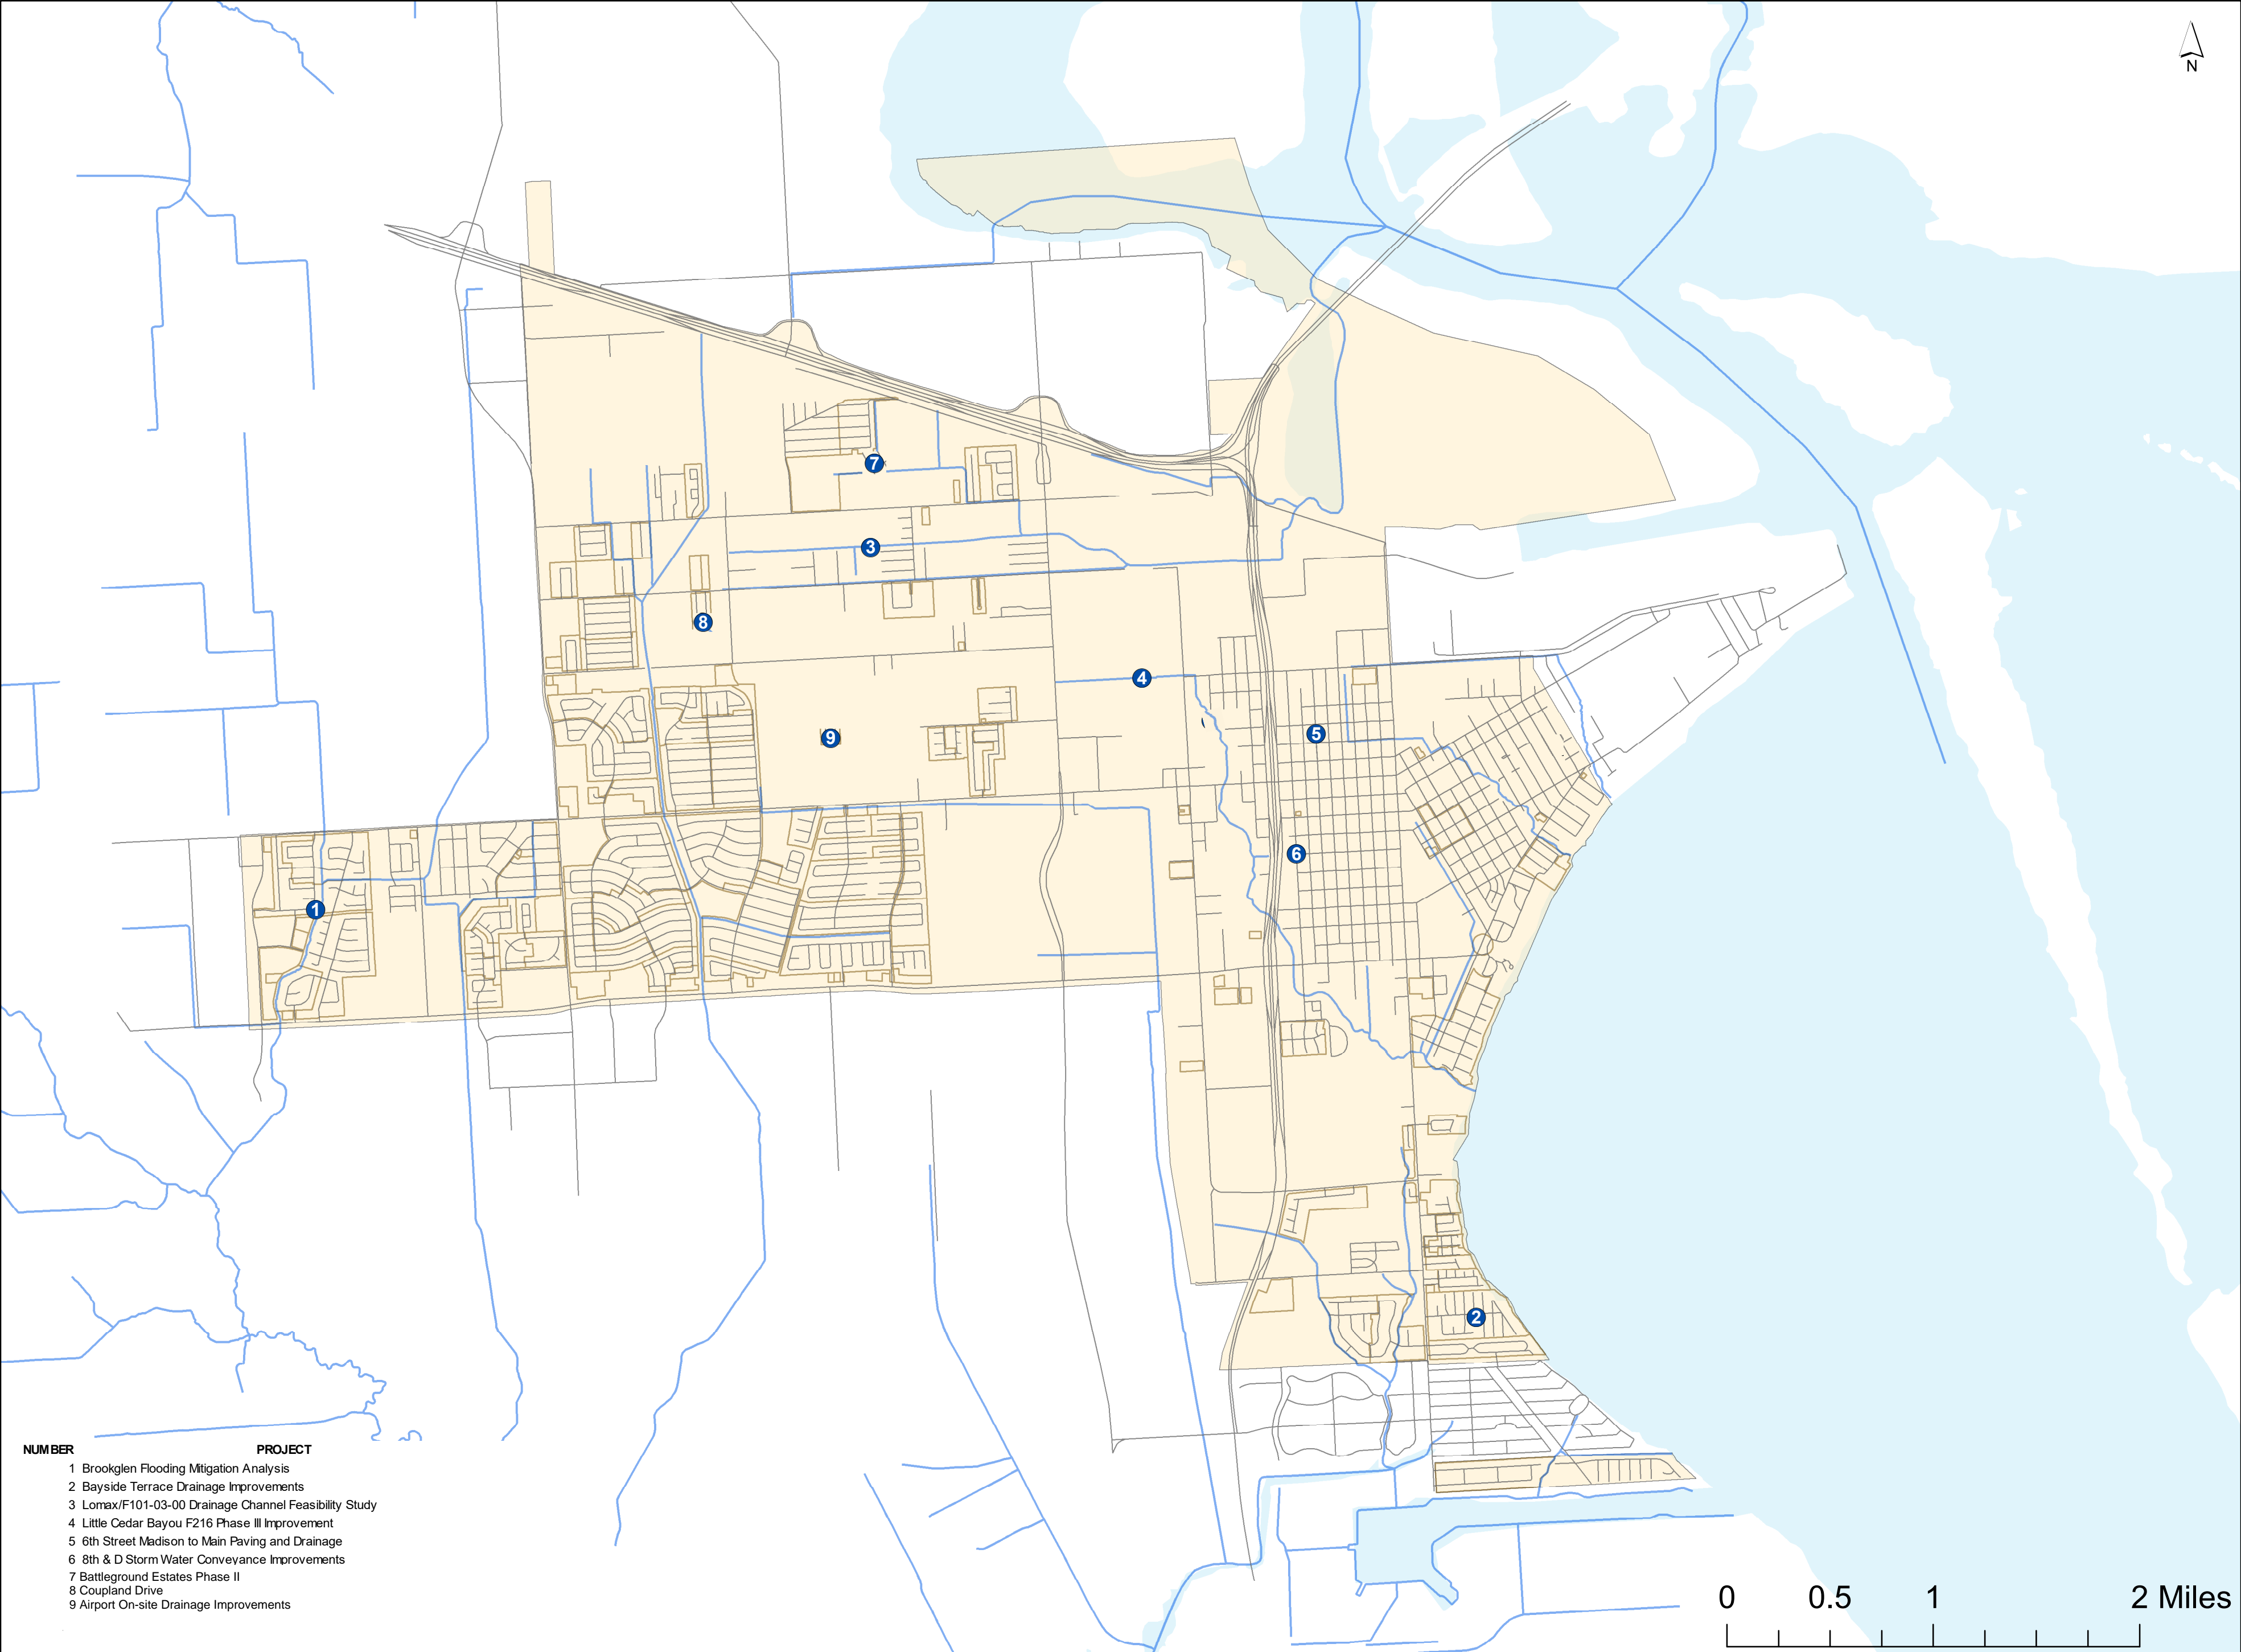 N
7
3
8
4
5
9
6
1
2
NUMBER PROJECT
1 Brookglen Flooding Mitigation Analysis
2 Bayside Terrace Drainage Improvements
3 Lomax/F101-03-00 Drainage Channel Feasibility Study
4 Little Cedar Bayou F216 Phase III Improvement
5 6th Street Madison to Main Paving and Drainage
6 8th & D Storm Water Conveyance Improvements
7 Battleground Estates Phase II
8 Coupland Drive
9 Airport On-site Drainage Improvements
0 0.5 1 2 Miles